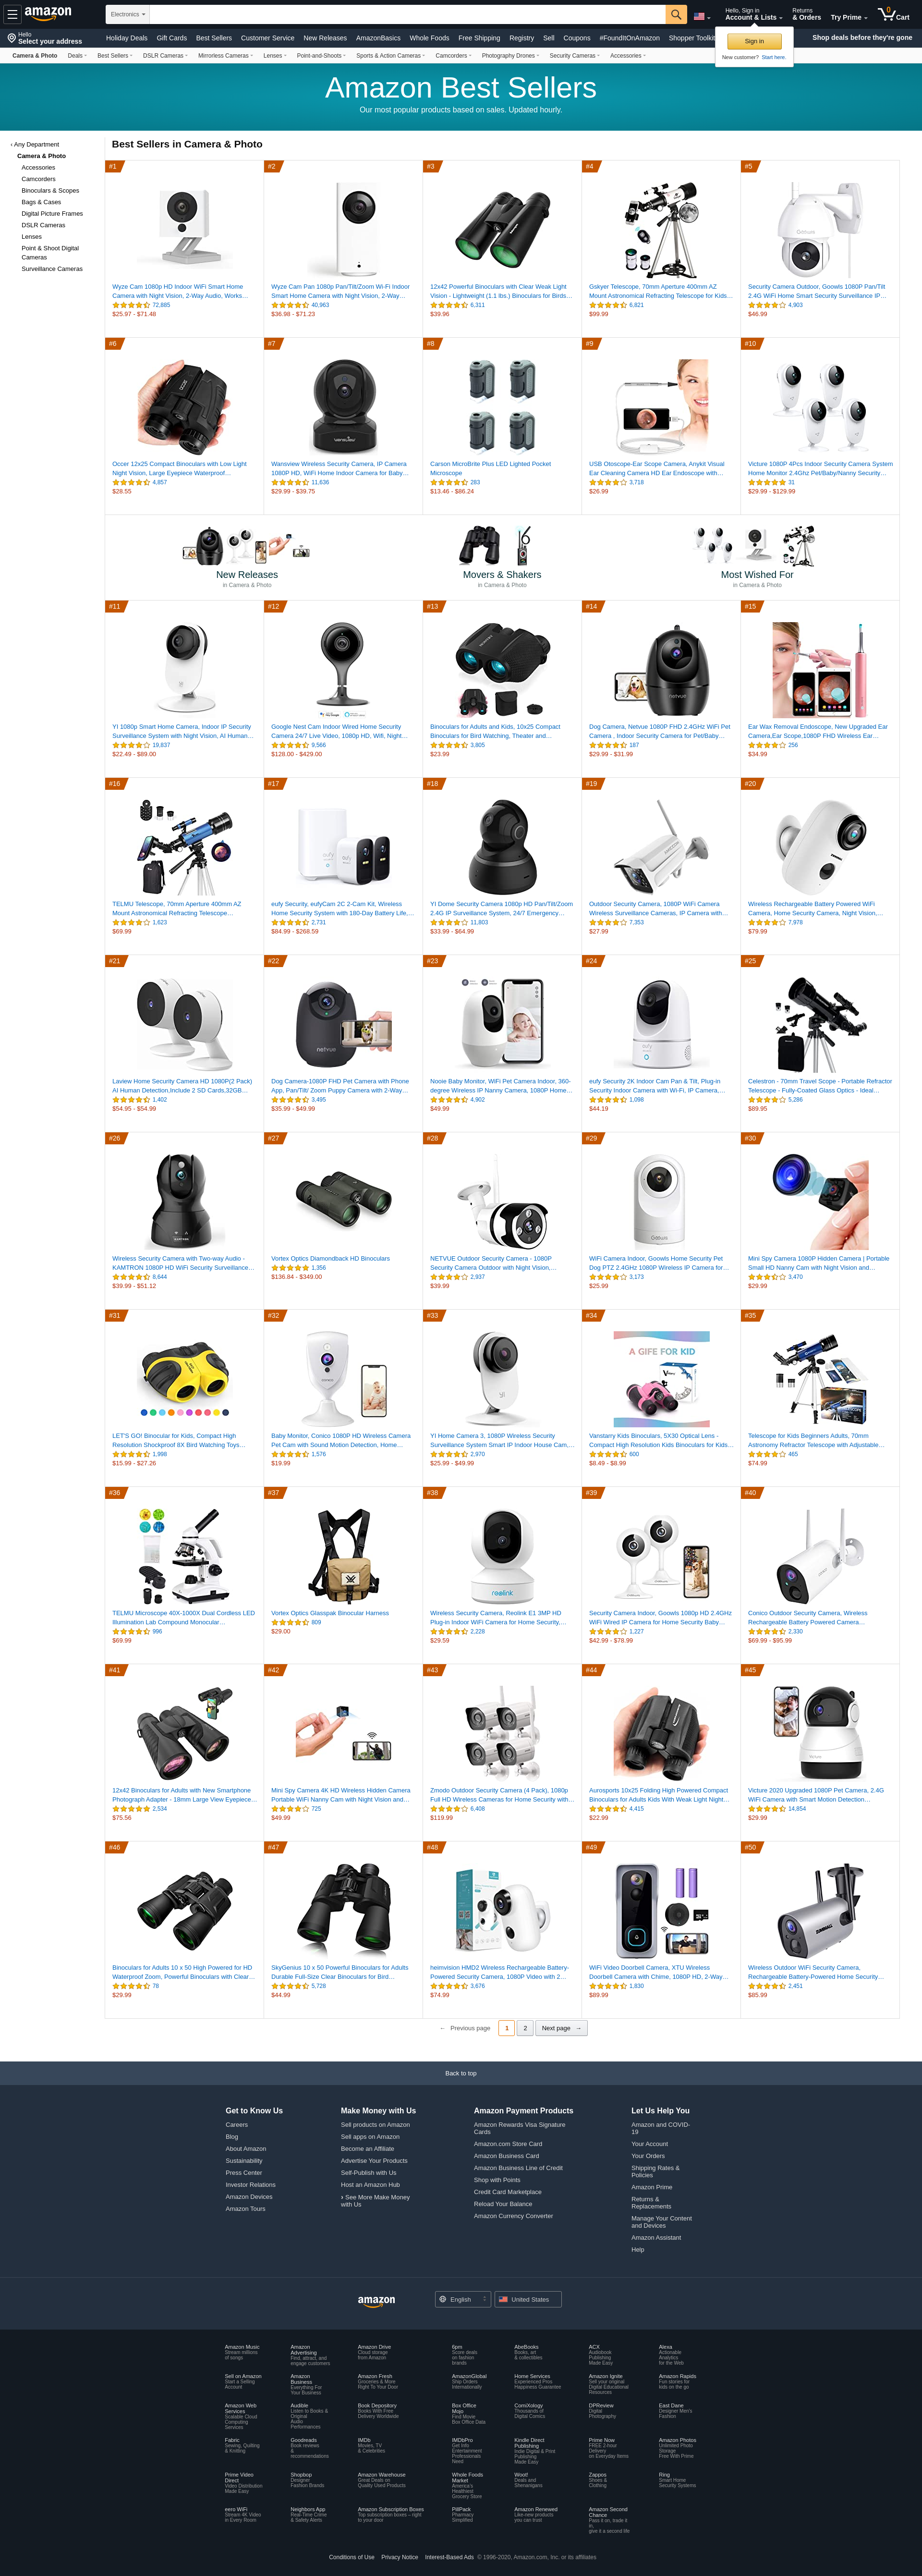 amazon
Electronics
Hello, Sign in
Account & Lists
Returns
& Orders
Try Prime
0
Cart
Hello
Select your address
Holiday Deals Gift Cards Best Sellers Customer Service New Releases AmazonBasics Whole Foods Free Shipping Registry Sell Coupons #FoundItOnAmazon Shopper Toolkit
Shop deals before they're gone
Sign in
New customer? Start here.
Camera & Photo Deals Best Sellers DSLR Cameras Mirrorless Cameras Lenses Point-and-Shoots Sports & Action Cameras Camcorders Photography Drones Security Cameras Accessories
Amazon Best Sellers
Our most popular products based on sales. Updated hourly.
‹ Any Department
Camera & Photo
Accessories
Camcorders
Binoculars & Scopes
Bags & Cases
Digital Picture Frames
DSLR Cameras
Lenses
Point & Shoot Digital
Cameras
Surveillance Cameras
Best Sellers in Camera & Photo
#1
Wyze Cam 1080p HD Indoor WiFi Smart Home
Camera with Night Vision, 2-Way Audio, Works…
72,885
$25.97 - $71.48
#2
Wyze Cam Pan 1080p Pan/Tilt/Zoom Wi-Fi Indoor
Smart Home Camera with Night Vision, 2-Way…
40,963
$36.98 - $71.23
#3
12x42 Powerful Binoculars with Clear Weak Light
Vision - Lightweight (1.1 lbs.) Binoculars for Birds…
6,311
$39.96
#4
Gskyer Telescope, 70mm Aperture 400mm AZ
Mount Astronomical Refracting Telescope for Kids…
6,821
$99.99
#5
Security Camera Outdoor, Goowls 1080P Pan/Tilt
2.4G WiFi Home Smart Security Surveillance IP…
4,903
$46.99
#6
Occer 12x25 Compact Binoculars with Low Light
Night Vision, Large Eyepiece Waterproof…
4,857
$28.55
#7
Wansview Wireless Security Camera, IP Camera
1080P HD, WiFi Home Indoor Camera for Baby…
11,636
$29.99 - $39.75
#8
Carson MicroBrite Plus LED Lighted Pocket
Microscope
283
$13.46 - $86.24
#9
USB Otoscope-Ear Scope Camera, Anykit Visual
Ear Cleaning Camera HD Ear Endoscope with…
3,718
$26.99
#10
Victure 1080P 4Pcs Indoor Security Camera System
Home Monitor 2.4Ghz Pet/Baby/Nanny Security…
31
$29.99 - $129.99
New Releases
in Camera & Photo
Movers & Shakers
in Camera & Photo
Most Wished For
in Camera & Photo
#11
YI 1080p Smart Home Camera, Indoor IP Security
Surveillance System with Night Vision, AI Human…
19,837
$22.49 - $89.00
#12
Google Nest Cam Indoor Wired Home Security
Camera 24/7 Live Video, 1080p HD, Wifi, Night…
9,566
$128.00 - $429.00
#13
Binoculars for Adults and Kids, 10x25 Compact
Binoculars for Bird Watching, Theater and…
3,805
$23.99
#14
netvue
Dog Camera, Netvue 1080P FHD 2.4GHz WiFi Pet
Camera , Indoor Security Camera for Pet/Baby…
187
$29.99 - $31.99
#15
Ear Wax Removal Endoscope, New Upgraded Ear
Camera,Ear Scope,1080P FHD Wireless Ear…
256
$34.99
#16
TELMU Telescope, 70mm Aperture 400mm AZ
Mount Astronomical Refracting Telescope…
1,623
$69.99
#17
eufy Security, eufyCam 2C 2-Cam Kit, Wireless
Home Security System with 180-Day Battery Life,…
2,731
$84.99 - $268.59
#18
YI Dome Security Camera 1080p HD Pan/Tilt/Zoom
2.4G IP Surveillance System, 24/7 Emergency…
11,803
$33.99 - $64.99
#19
Outdoor Security Camera, 1080P WiFi Camera
Wireless Surveillance Cameras, IP Camera with…
7,353
$27.99
#20
Wireless Rechargeable Battery Powered WiFi
Camera, Home Security Camera, Night Vision,…
7,978
$79.99
#21
Laview Home Security Camera HD 1080P(2 Pack)
AI Human Detection,Include 2 SD Cards,32GB…
1,402
$54.95 - $54.99
#22
netvue
Dog Camera-1080P FHD Pet Camera with Phone
App, Pan/Tilt/ Zoom Puppy Camera with 2-Way…
3,495
$35.99 - $49.99
#23
Nooie Baby Monitor, WiFi Pet Camera Indoor, 360-
degree Wireless IP Nanny Camera, 1080P Home…
4,902
$49.99
#24
eufy Security 2K Indoor Cam Pan & Tilt, Plug-in
Security Indoor Camera with Wi-Fi, IP Camera,…
1,098
$44.19
#25
Celestron - 70mm Travel Scope - Portable Refractor
Telescope - Fully-Coated Glass Optics - Ideal…
5,286
$89.95
#26
Wireless Security Camera with Two-way Audio -
KAMTRON 1080P HD WiFi Security Surveillance…
8,644
$39.99 - $51.12
#27
Vortex Optics Diamondback HD Binoculars
1,356
$136.84 - $349.00
#28
NETVUE Outdoor Security Camera - 1080P
Security Camera Outdoor with Night Vision,…
2,937
$39.99
#29
WiFi Camera Indoor, Goowls Home Security Pet
Dog PTZ 2.4GHz 1080P Wireless IP Camera for…
3,173
$25.99
#30
Mini Spy Camera 1080P Hidden Camera | Portable
Small HD Nanny Cam with Night Vision and…
3,470
$29.99
#31
LET'S GO! Binocular for Kids, Compact High
Resolution Shockproof 8X Bird Watching Toys…
1,998
$15.99 - $27.26
#32
Baby Monitor, Conico 1080P HD Wireless Camera
Pet Cam with Sound Motion Detection, Home…
1,576
$19.99
#33
YI Home Camera 3, 1080P Wireless Security
Surveillance System Smart IP Indoor House Cam,…
2,970
$25.99 - $49.99
#34
A GIFE FOR KID
Vanstarry Kids Binoculars, 5X30 Optical Lens -
Compact High Resolution Kids Binoculars for Kids…
600
$8.49 - $8.99
#35
Telescope for Kids Beginners Adults, 70mm
Astronomy Refractor Telescope with Adjustable…
465
$74.99
#36
TELMU Microscope 40X-1000X Dual Cordless LED
Illumination Lab Compound Monocular…
996
$69.99
#37
Vortex Optics Glasspak Binocular Harness
809
$29.00
#38
reolink
Wireless Security Camera, Reolink E1 3MP HD
Plug-in Indoor WiFi Camera for Home Security,…
2,228
$29.59
#39
Security Camera Indoor, Goowls 1080p HD 2.4GHz
WiFi Wired IP Camera for Home Security Baby…
1,227
$42.99 - $78.99
#40
Conico Outdoor Security Camera, Wireless
Rechargeable Battery Powered Camera…
2,330
$69.99 - $95.99
#41
12x42 Binoculars for Adults with New Smartphone
Photograph Adapter - 18mm Large View Eyepiece…
2,534
$75.56
#42
Mini Spy Camera 4K HD Wireless Hidden Camera
Portable WiFi Nanny Cam with Night Vision and…
725
$49.99
#43
Zmodo Outdoor Security Camera (4 Pack), 1080p
Full HD Wireless Cameras for Home Security with…
6,408
$119.99
#44
Aurosports 10x25 Folding High Powered Compact
Binoculars for Adults Kids With Weak Light Night…
4,415
$22.99
#45
Victure 2020 Upgraded 1080P Pet Camera, 2.4G
WiFi Camera with Smart Motion Detection…
14,854
$29.99
#46
Binoculars for Adults 10 x 50 High Powered for HD
Waterproof Zoom, Powerful Binoculars with Clear…
78
$29.99
#47
SkyGenius 10 x 50 Powerful Binoculars for Adults
Durable Full-Size Clear Binoculars for Bird…
5,728
$44.99
#48
heimvision HMD2 Wireless Rechargeable Battery-
Powered Security Camera, 1080P Video with 2…
3,676
$74.99
#49
WiFi Video Doorbell Camera, XTU Wireless
Doorbell Camera with Chime, 1080P HD, 2-Way…
1,830
$89.99
#50
Wireless Outdoor WiFi Security Camera,
Rechargeable Battery-Powered Home Security…
2,451
$85.99
← Previous page 1 2 Next page →
Back to top
Get to Know Us
Careers
Blog
About Amazon
Sustainability
Press Center
Investor Relations
Amazon Devices
Amazon Tours
Make Money with Us
Sell products on Amazon
Sell apps on Amazon
Become an Affiliate
Advertise Your Products
Self-Publish with Us
Host an Amazon Hub
› See More Make Money
with Us
Amazon Payment Products
Amazon Rewards Visa Signature
Cards
Amazon.com Store Card
Amazon Business Card
Amazon Business Line of Credit
Shop with Points
Credit Card Marketplace
Reload Your Balance
Amazon Currency Converter
Let Us Help You
Amazon and COVID-
19
Your Account
Your Orders
Shipping Rates &
Policies
Amazon Prime
Returns &
Replacements
Manage Your Content
and Devices
Amazon Assistant
Help
amazon
English
United States
Amazon Music
Stream millions
of songs
Amazon
Advertising
Find, attract, and
engage customers
Amazon Drive
Cloud storage
from Amazon
6pm
Score deals
on fashion
brands
AbeBooks
Books, art
& collectibles
ACX
Audiobook
Publishing
Made Easy
Alexa
Actionable
Analytics
for the Web
Sell on Amazon
Start a Selling
Account
Amazon
Business
Everything For
Your Business
Amazon Fresh
Groceries & More
Right To Your Door
AmazonGlobal
Ship Orders
Internationally
Home Services
Experienced Pros
Happiness Guarantee
Amazon Ignite
Sell your original
Digital Educational
Resources
Amazon Rapids
Fun stories for
kids on the go
Amazon Web
Services
Scalable Cloud
Computing
Services
Audible
Listen to Books &
Original
Audio
Performances
Book Depository
Books With Free
Delivery Worldwide
Box Office
Mojo
Find Movie
Box Office Data
ComiXology
Thousands of
Digital Comics
DPReview
Digital
Photography
East Dane
Designer Men's
Fashion
Fabric
Sewing, Quilting
& Knitting
Goodreads
Book reviews
&
recommendations
IMDb
Movies, TV
& Celebrities
IMDbPro
Get Info
Entertainment
Professionals
Need
Kindle Direct
Publishing
Indie Digital & Print
Publishing
Made Easy
Prime Now
FREE 2-hour
Delivery
on Everyday Items
Amazon Photos
Unlimited Photo
Storage
Free With Prime
Prime Video
Direct
Video Distribution
Made Easy
Shopbop
Designer
Fashion Brands
Amazon Warehouse
Great Deals on
Quality Used Products
Whole Foods
Market
America's
Healthiest
Grocery Store
Woot!
Deals and
Shenanigans
Zappos
Shoes &
Clothing
Ring
Smart Home
Security Systems
eero WiFi
Stream 4K Video
in Every Room
Neighbors App
Real-Time Crime
& Safety Alerts
Amazon Subscription Boxes
Top subscription boxes – right
to your door
PillPack
Pharmacy
Simplified
Amazon Renewed
Like-new products
you can trust
Amazon Second
Chance
Pass it on, trade it
in,
give it a second life
Conditions of Use Privacy Notice Interest-Based Ads © 1996-2020, Amazon.com, Inc. or its affiliates